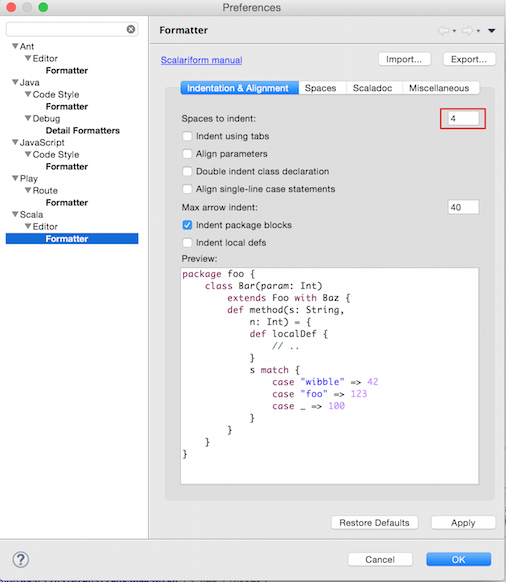 Preferences
Ant
Editor
Formatter
Java
Code Style
Formatter
Debug
Detail Formatters
JavaScript
Code Style
Formatter
Play
Route
Formatter
Scala
Editor
Formatter
Formatter
Scalariform manual
Import...
Export...
Indentation & Alignment
Spaces
Scaladoc
Miscellaneous
Spaces to indent:
4
Indent using tabs
Align parameters
Double indent class declaration
Align single-line case statements
Max arrow indent:
40
Indent package blocks
Indent local defs
Preview:
package foo {
    class Bar(param: Int)
        extends Foo with Baz {
        def method(s: String,
            n: Int) = {
            def localDef {
                // ..
            }
            s match {
                case "wibble" => 42
                case "foo" => 123
                case _ => 100
            }
        }
    }
}
Restore Defaults
Apply
?
Cancel
OK